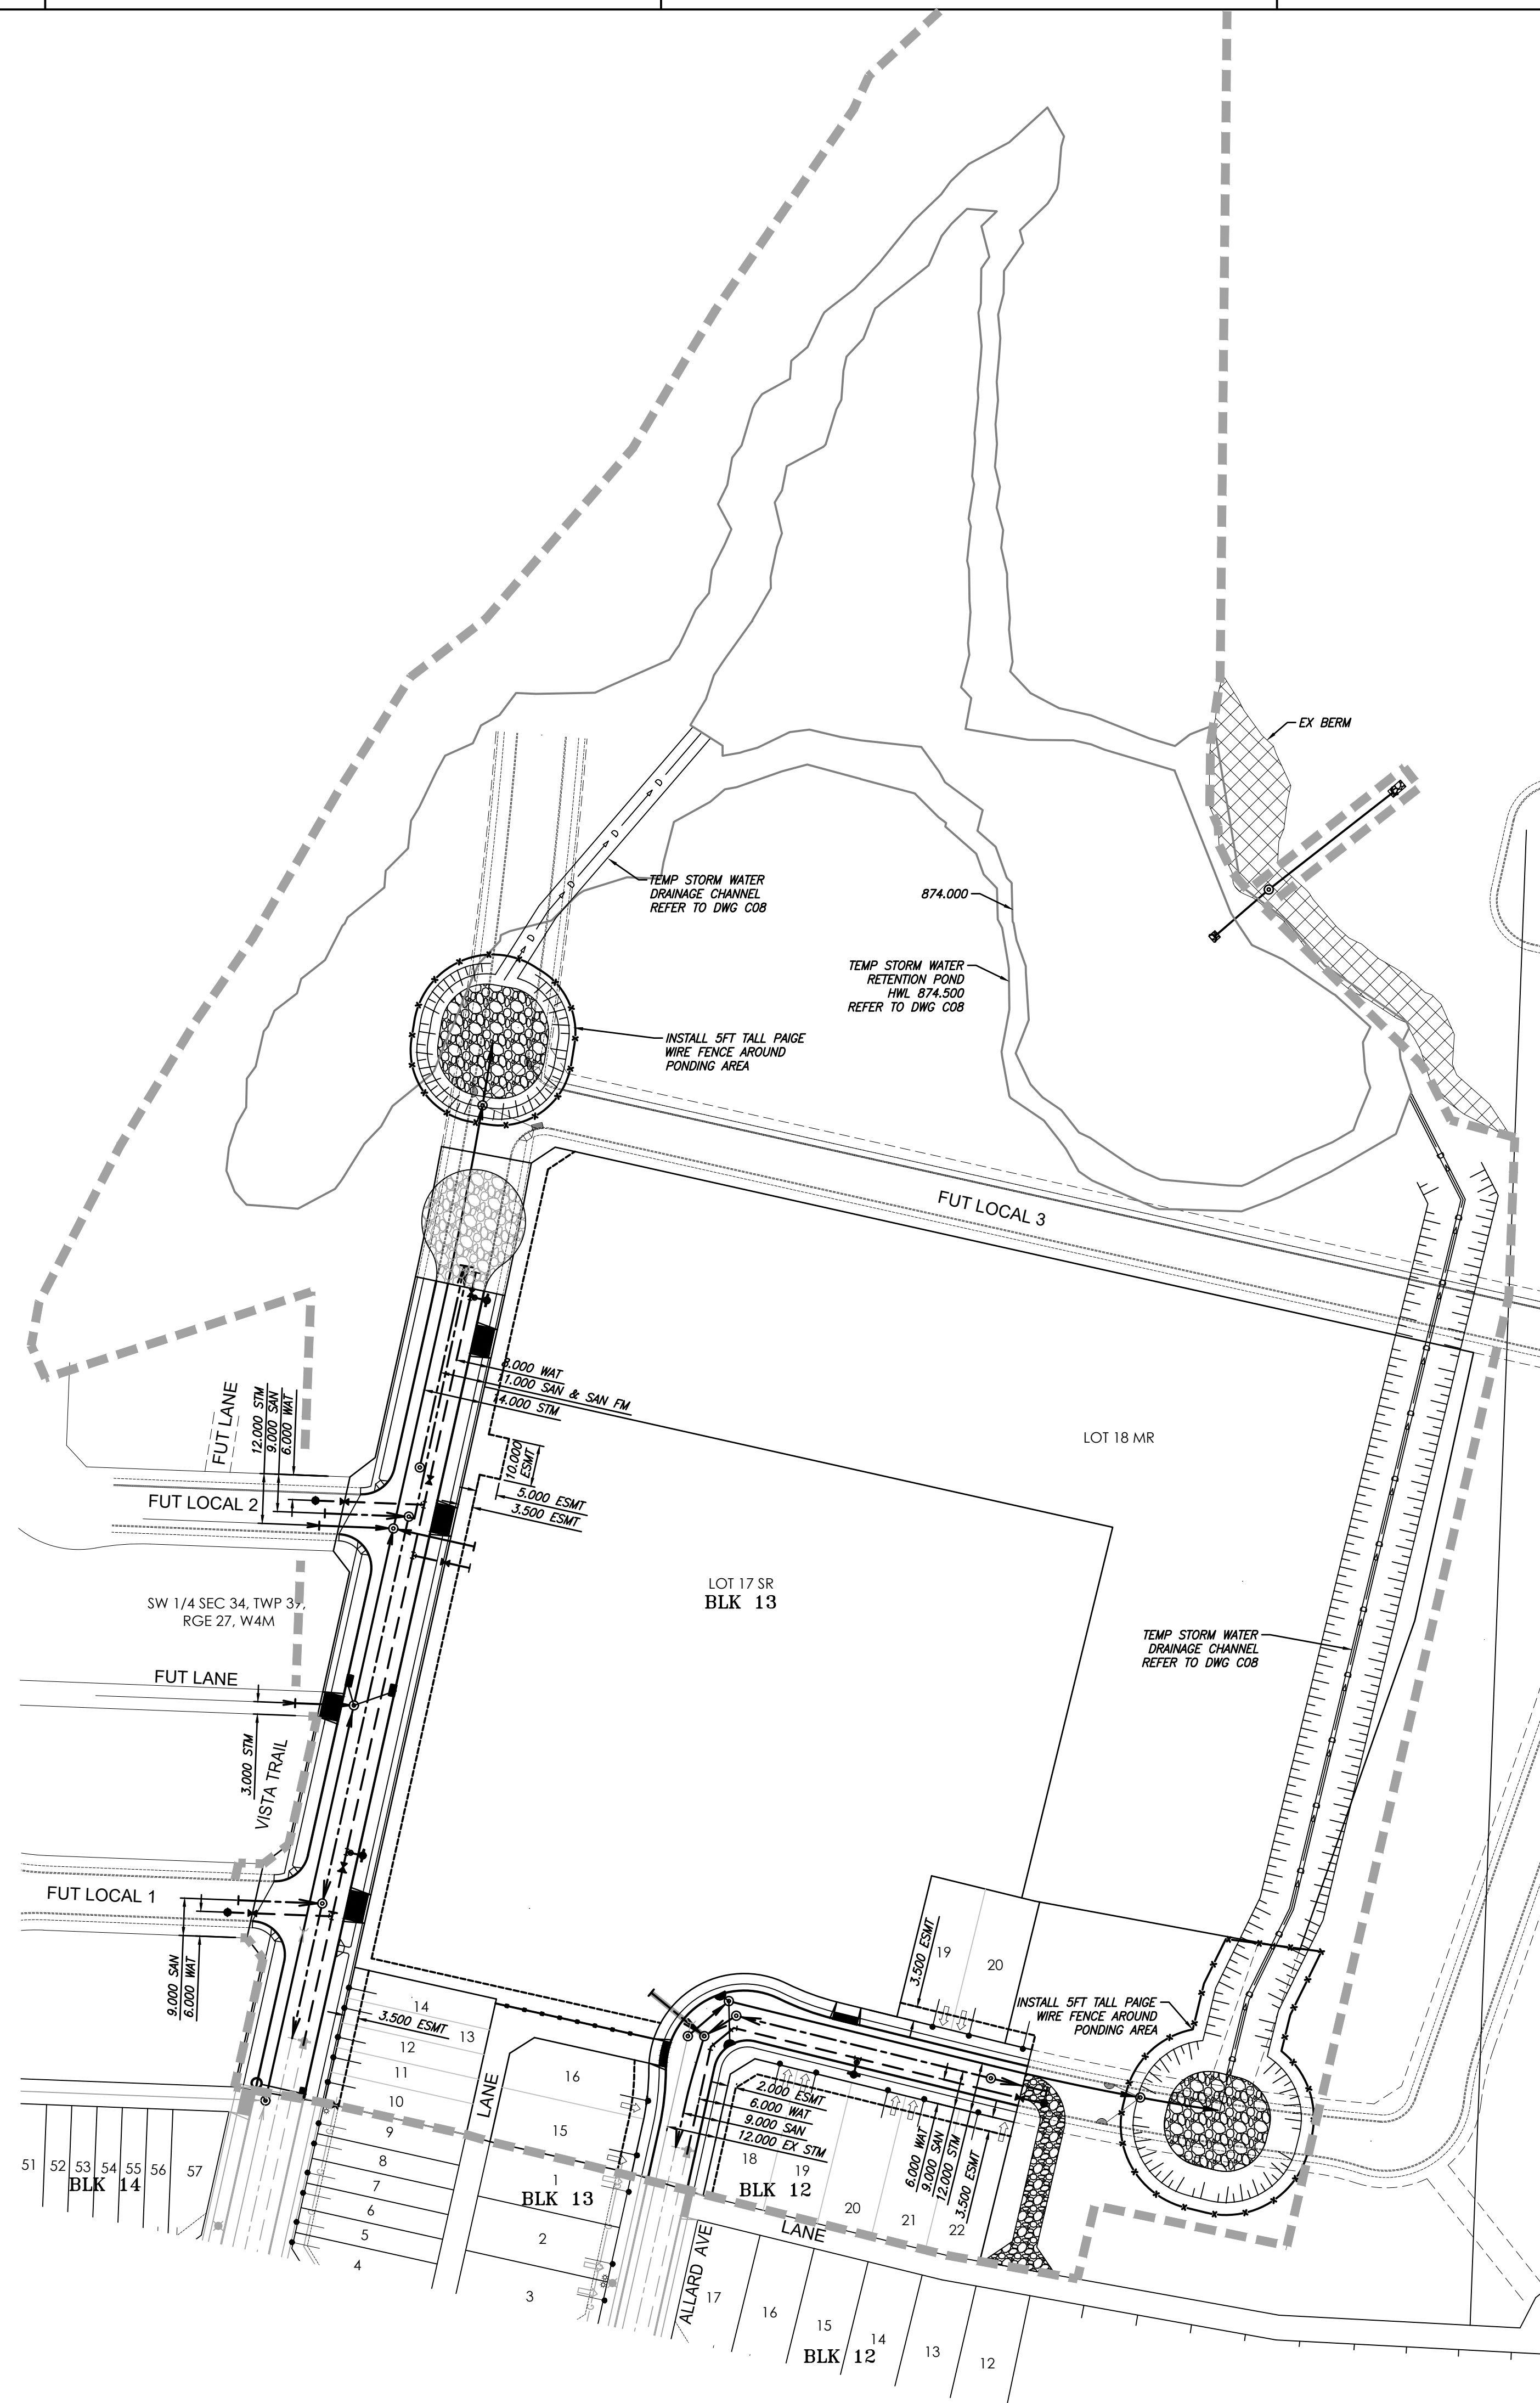 EX BERM
TEMP STORM WATER
DRAINAGE CHANNEL
REFER TO DWG C08
874.000
TEMP STORM WATER
RETENTION POND
HWL 874.500
REFER TO DWG C08
INSTALL 5FT TALL PAIGE
WIRE FENCE AROUND
PONDING AREA
FUT LOCAL 3
8.000 WAT
11.000 SAN & SAN FM
14.000 STM
FUT LANE
12.000 STM
9.000 SAN
6.000 WAT
10.000
ESMT
5.000 ESMT
3.500 ESMT
LOT 18 MR
FUT LOCAL 2
LOT 17 SR
BLK 13
SW 1/4 SEC 34, TWP 39,
RGE 27, W4M
TEMP STORM WATER
DRAINAGE CHANNEL
REFER TO DWG C08
FUT LANE
3.000 STM
VISTA TRAIL
FUT LOCAL 1
9.000 SAN
6.000 WAT
3.500 ESMT
19
20
INSTALL 5FT TALL PAIGE
WIRE FENCE AROUND
PONDING AREA
14
3.500 ESMT
13
12
11
10
9
8
7
6
5
4
LANE
16
15
1
BLK 13
2
3
2.000 ESMT
6.000 WAT
9.000 SAN
12.000 EX STM
18
19
BLK 12
20
21
22
6.000 WAT
9.000 SAN
12.000 STM
3.500 ESMT
LANE
ALLARD AVE
51
52
53
54
55
56
57
BLK 14
17
16
15
14
13
12
BLK 12
D
D
D
D